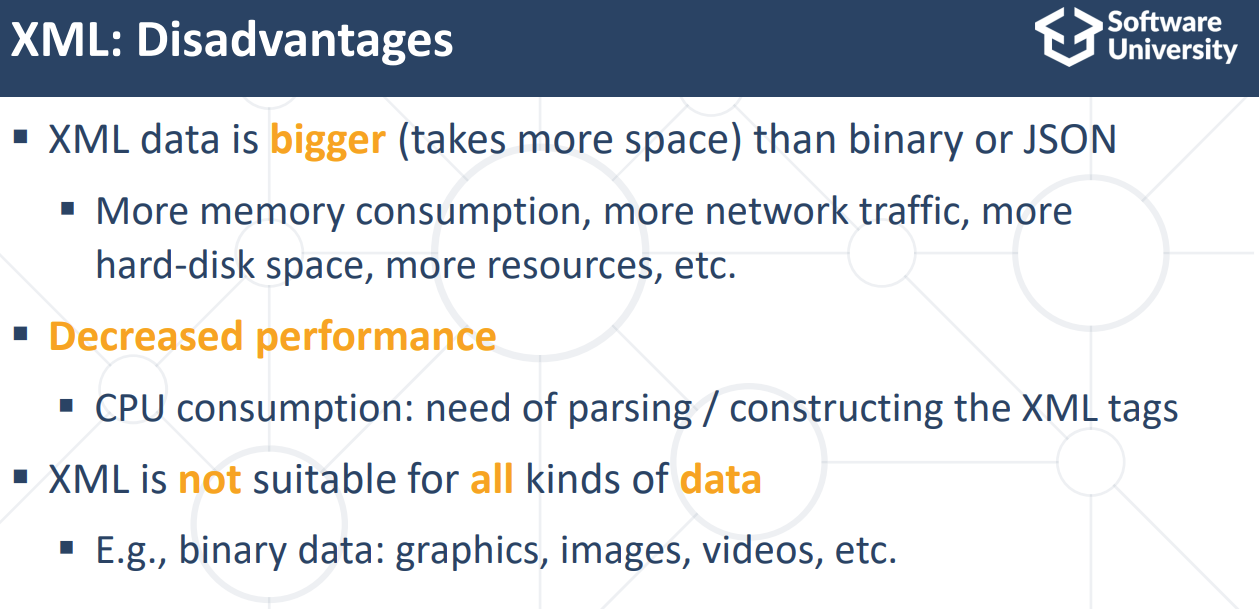 XML: Disadvantages
Software
University
▪ XML data is bigger (takes more space) than binary or JSON
▪ More memory consumption, more network traffic, more
hard-disk space, more resources, etc.
▪ Decreased performance
▪ CPU consumption: need of parsing / constructing the XML tags
▪ XML is not suitable for all kinds of data
▪ E.g., binary data: graphics, images, videos, etc.